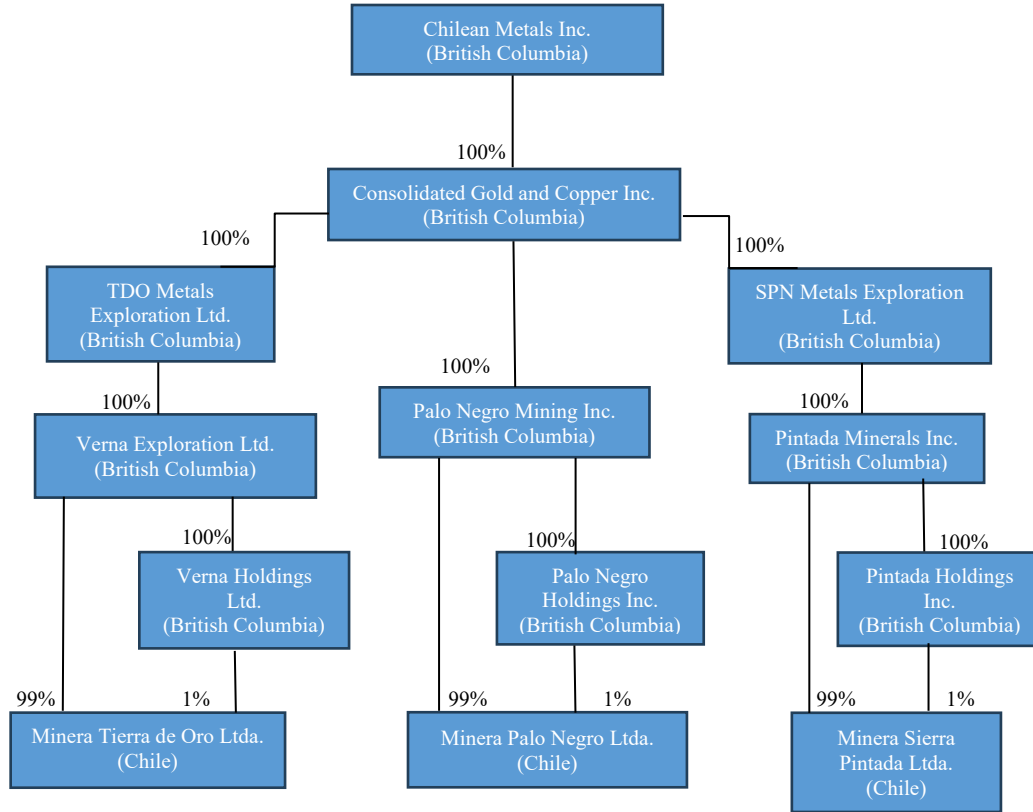 Chilean Metals Inc.
(British Columbia)
100%
Consolidated Gold and Copper Inc.
(British Columbia)
100%
100%
TDO Metals
Exploration Ltd.
(British Columbia)
SPN Metals Exploration
Ltd.
(British Columbia)
100%
100%
100%
Verna Exploration Ltd.
(British Columbia)
Palo Negro Mining Inc.
(British Columbia)
Pintada Minerals Inc.
(British Columbia)
100%
100%
100%
Verna Holdings
Ltd.
(British Columbia)
Palo Negro
Holdings Inc.
(British Columbia)
Pintada Holdings
Inc.
(British Columbia)
99%
1%
99%
1%
99%
1%
Minera Tierra de Oro Ltda.
(Chile)
Minera Palo Negro Ltda.
(Chile)
Minera Sierra
Pintada Ltda.
(Chile)